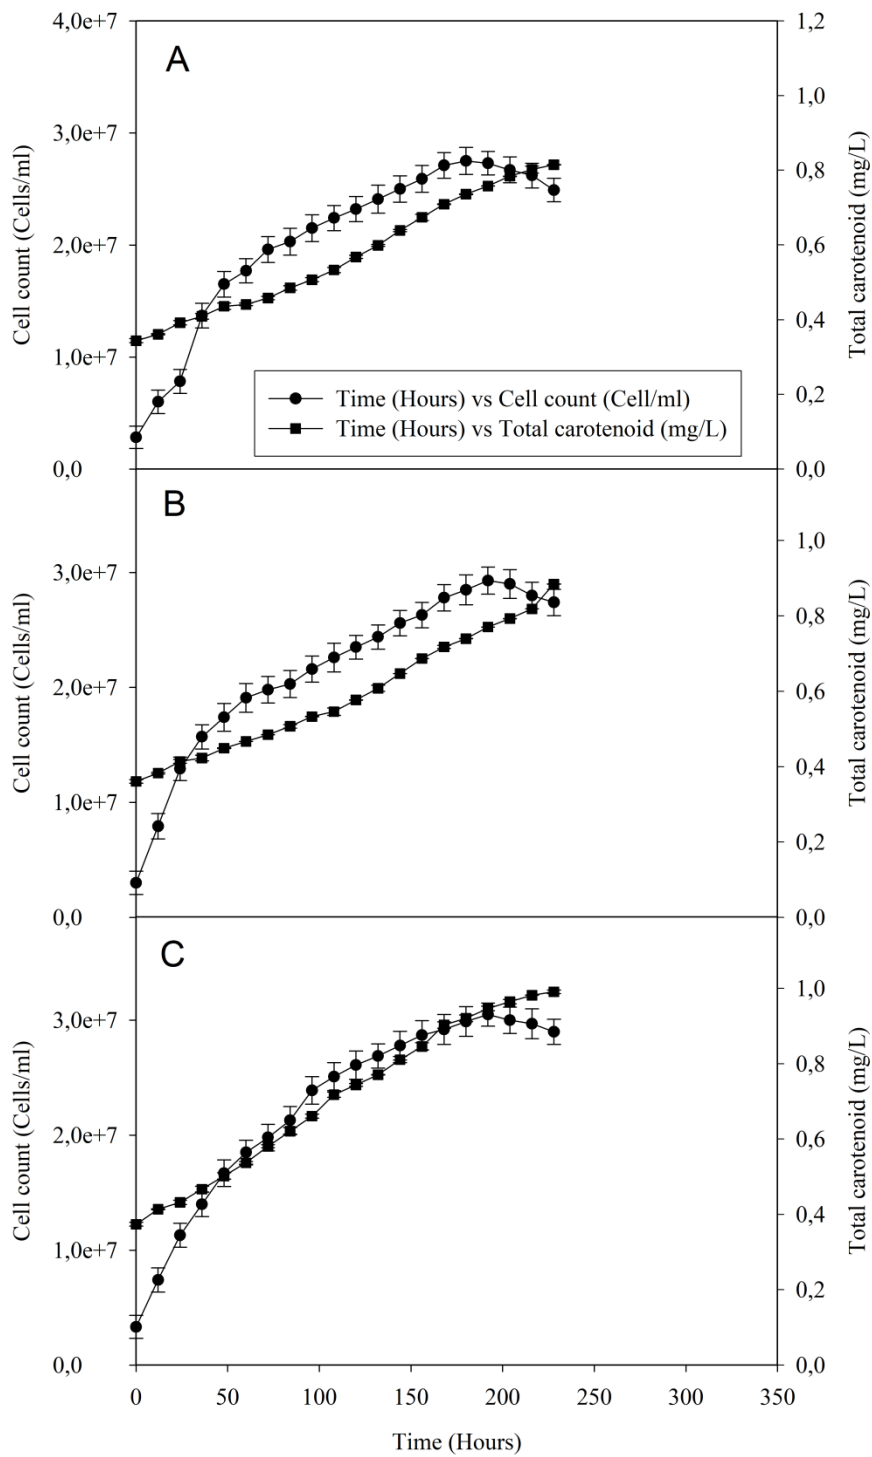 A
4,0e+7
3,0e+7
2,0e+7
1,0e+7
0,0
Cell count (Cells/ml)
1,2
1,0
0,8
0,6
0,4
0,2
0,0
Total carotenoid (mg/L)
Time (Hours) vs Cell count (Cell/ml)
Time (Hours) vs Total carotenoid (mg/L)
B
3,0e+7
2,0e+7
1,0e+7
0,0
Cell count (Cells/ml)
1,0
0,8
0,6
0,4
0,2
0,0
Total carotenoid (mg/L)
C
3,0e+7
2,0e+7
1,0e+7
0,0
Cell count (Cells/ml)
1,0
0,8
0,6
0,4
0,2
0,0
Total carotenoid (mg/L)
0 50 100 150 200 250 300 350
Time (Hours)